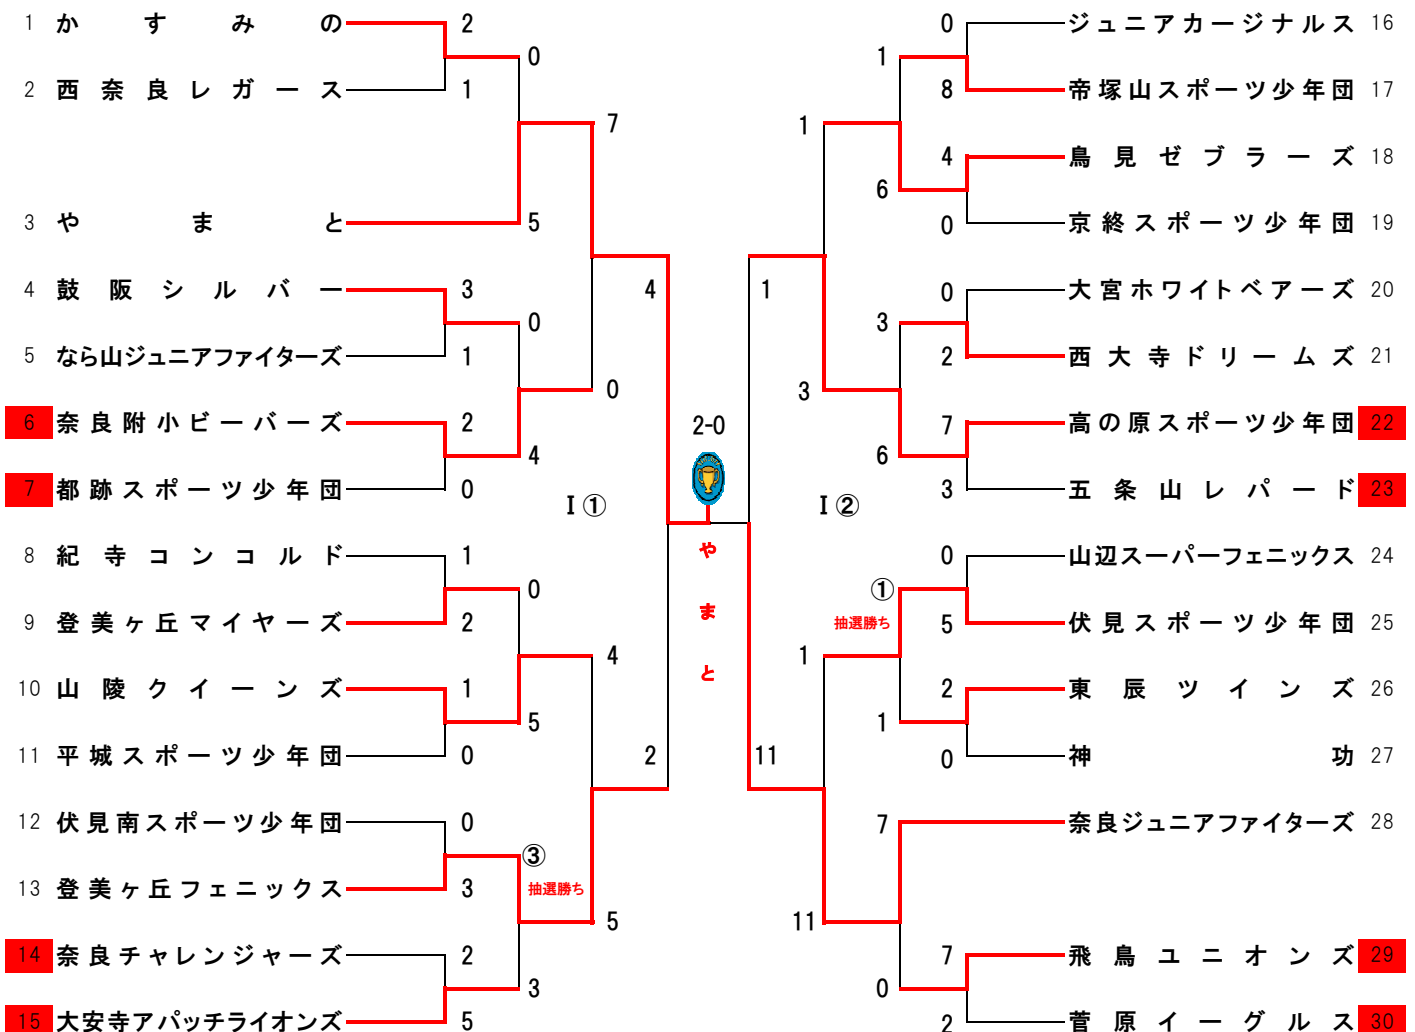 1 かすみの 2
0
2 西奈良レガース 1
7
3 やまと 5
4 鼓阪シルバー 3
4
0
5 なら山ジュニアファイターズ 1
0
6 奈良附小ビーバーズ 2
4
7 都跡スポーツ少年団 0
I ①
8 紀寺コンコルド 1
0
9 登美ヶ丘マイヤーズ 2
4
10 山陵クイーンズ 1
5
11 平城スポーツ少年団 0
2
12 伏見南スポーツ少年団 0
③
13 登美ヶ丘フェニックス 3
抽選勝ち
5
14 奈良チャレンジャーズ 2
3
15 大安寺アパッチライオンズ 5
2-0
やまと
0 ジュニアカージナルス 16
1
8 帝塚山スポーツ少年団 17
1
4 鳥見ゼブラーズ 18
6
0 京終スポーツ少年団 19
1
0 大宮ホワイトベアーズ 20
3
2 西大寺ドリームズ 21
3
7 高の原スポーツ少年団 22
6
3 五条山レパード 23
I ②
0 山辺スーパーフェニックス 24
①
抽選勝ち
5 伏見スポーツ少年団 25
1
2 東辰ツインズ 26
1
0 神功 27
11
7 奈良ジュニアファイターズ 28
11
7 飛鳥ユニオンズ 29
0
2 菅原イーグルス 30